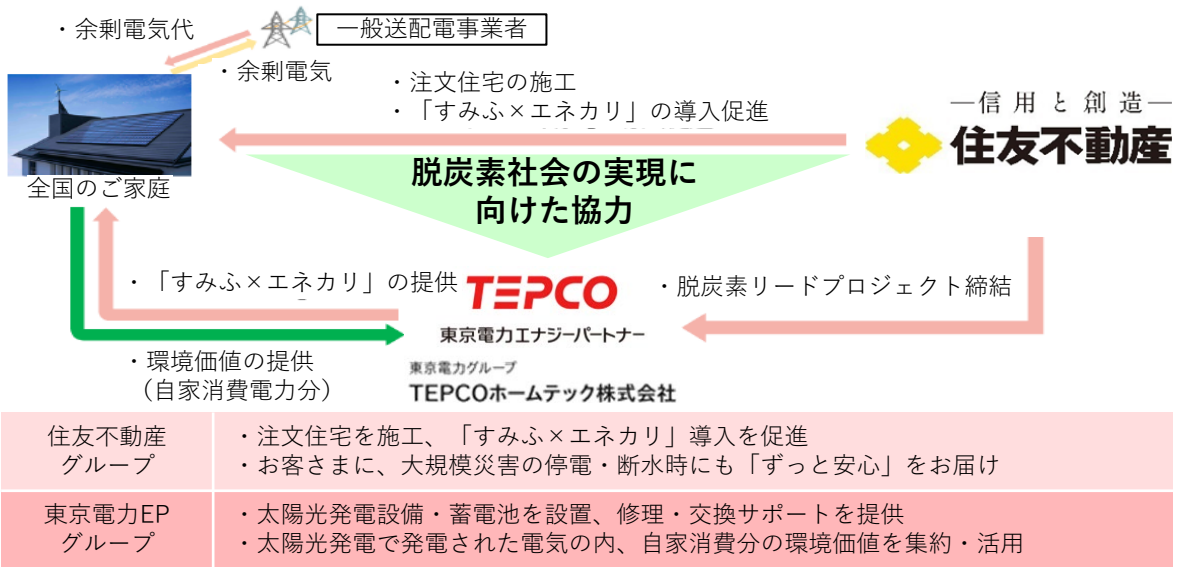 ・余剰電気代
一般送配電事業者
・余剰電気
・注文住宅の施工
・「すみふ×エネカリ」の導入促進
―信用と創造―
住友不動産
全国のご家庭
脱炭素社会の実現に
向けた協力
・「すみふ×エネカリ」の提供
TEPCO
・脱炭素リードプロジェクト締結
東京電力エナジーパートナー
・環境価値の提供
（自家消費電力分）
東京電力グループ
TEPCOホームテック株式会社
住友不動産
グループ
・注文住宅を施工、「すみふ×エネカリ」導入を促進
・お客さまに、大規模災害の停電・断水時にも「ずっと安心」をお届け
東京電力EP
グループ
・太陽光発電設備・蓄電池を設置、修理・交換サポートを提供
・太陽光発電で発電された電気の内、自家消費分の環境価値を集約・活用